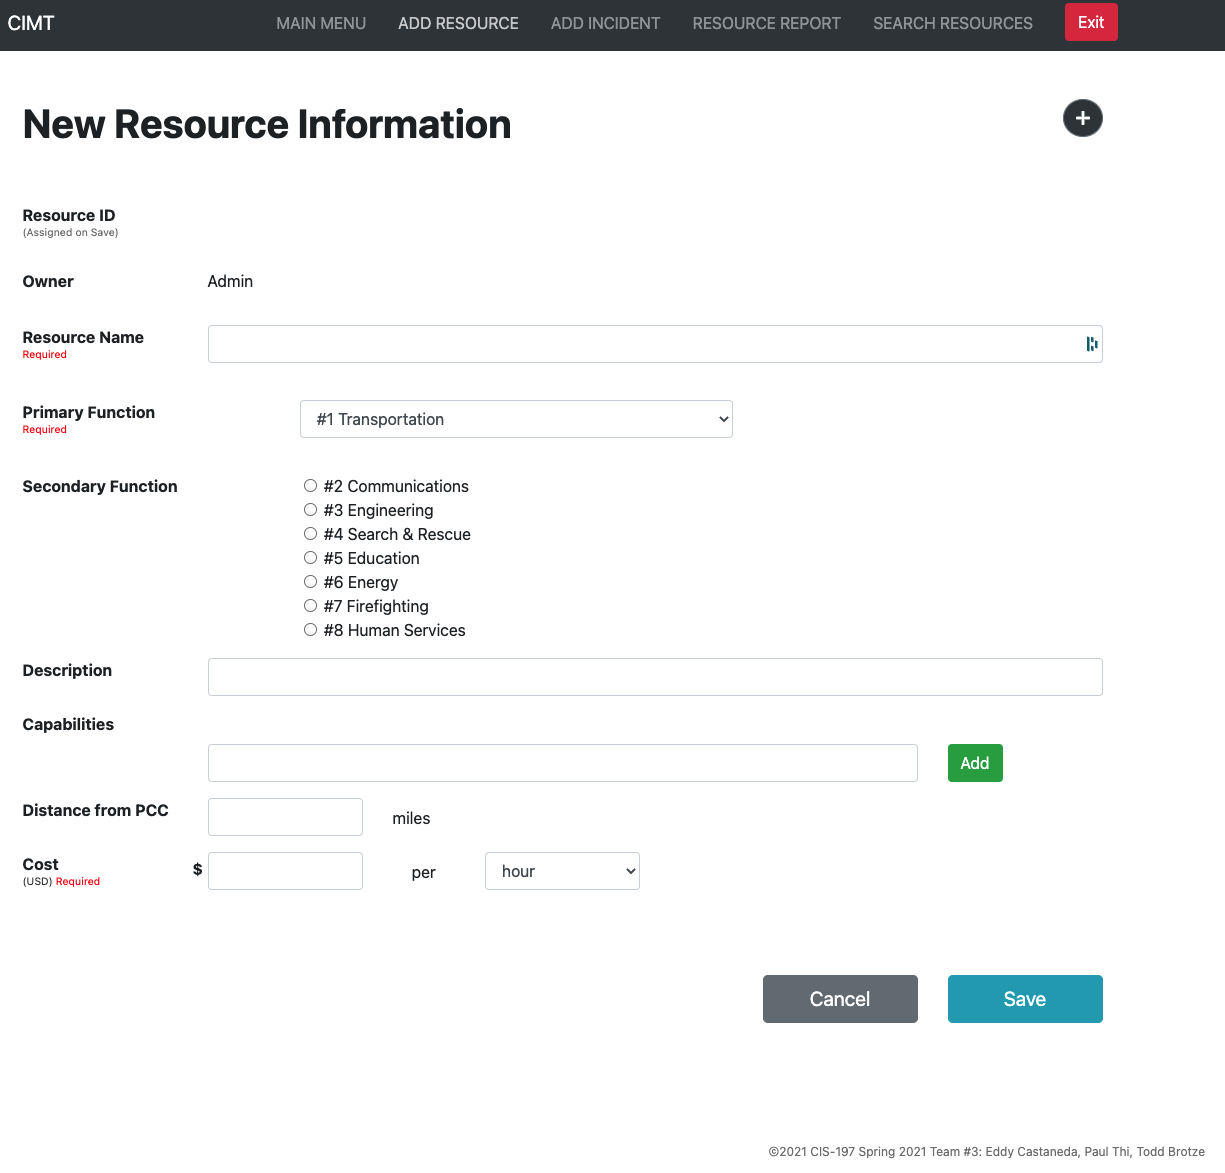 CIMT MAIN MENU ADD RESOURCE ADD INCIDENT RESOURCE REPORT SEARCH RESOURCES Exit
New Resource Information +
Resource ID
(Assigned on Save)
Owner Admin
Resource Name
Required
Primary Function #1 Transportation
Required
Secondary Function #2 Communications
#3 Engineering
#4 Search & Rescue
#5 Education
#6 Energy
#7 Firefighting
#8 Human Services
Description
Capabilities
Add
Distance from PCC miles
Cost $ per hour
(USD) Required
Cancel Save
©2021 CIS-197 Spring 2021 Team #3: Eddy Castaneda, Paul Thi, Todd Brotze